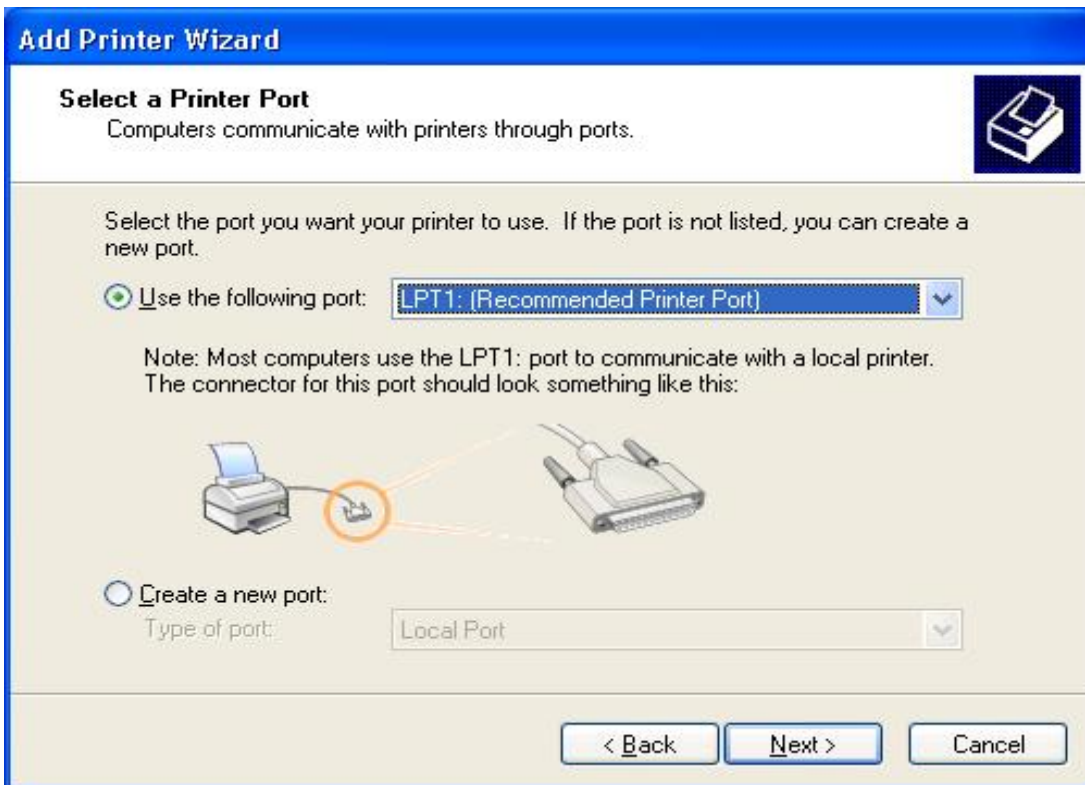 Add Printer Wizard
Select a Printer Port
Computers communicate with printers through ports.
Select the port you want your printer to use.  If the port is not listed, you can create a
new port.
Use the following port: LPT1: (Recommended Printer Port)
Note: Most computers use the LPT1: port to communicate with a local printer.
The connector for this port should look something like this:
Create a new port:
Type of port: Local Port
< Back Next > Cancel